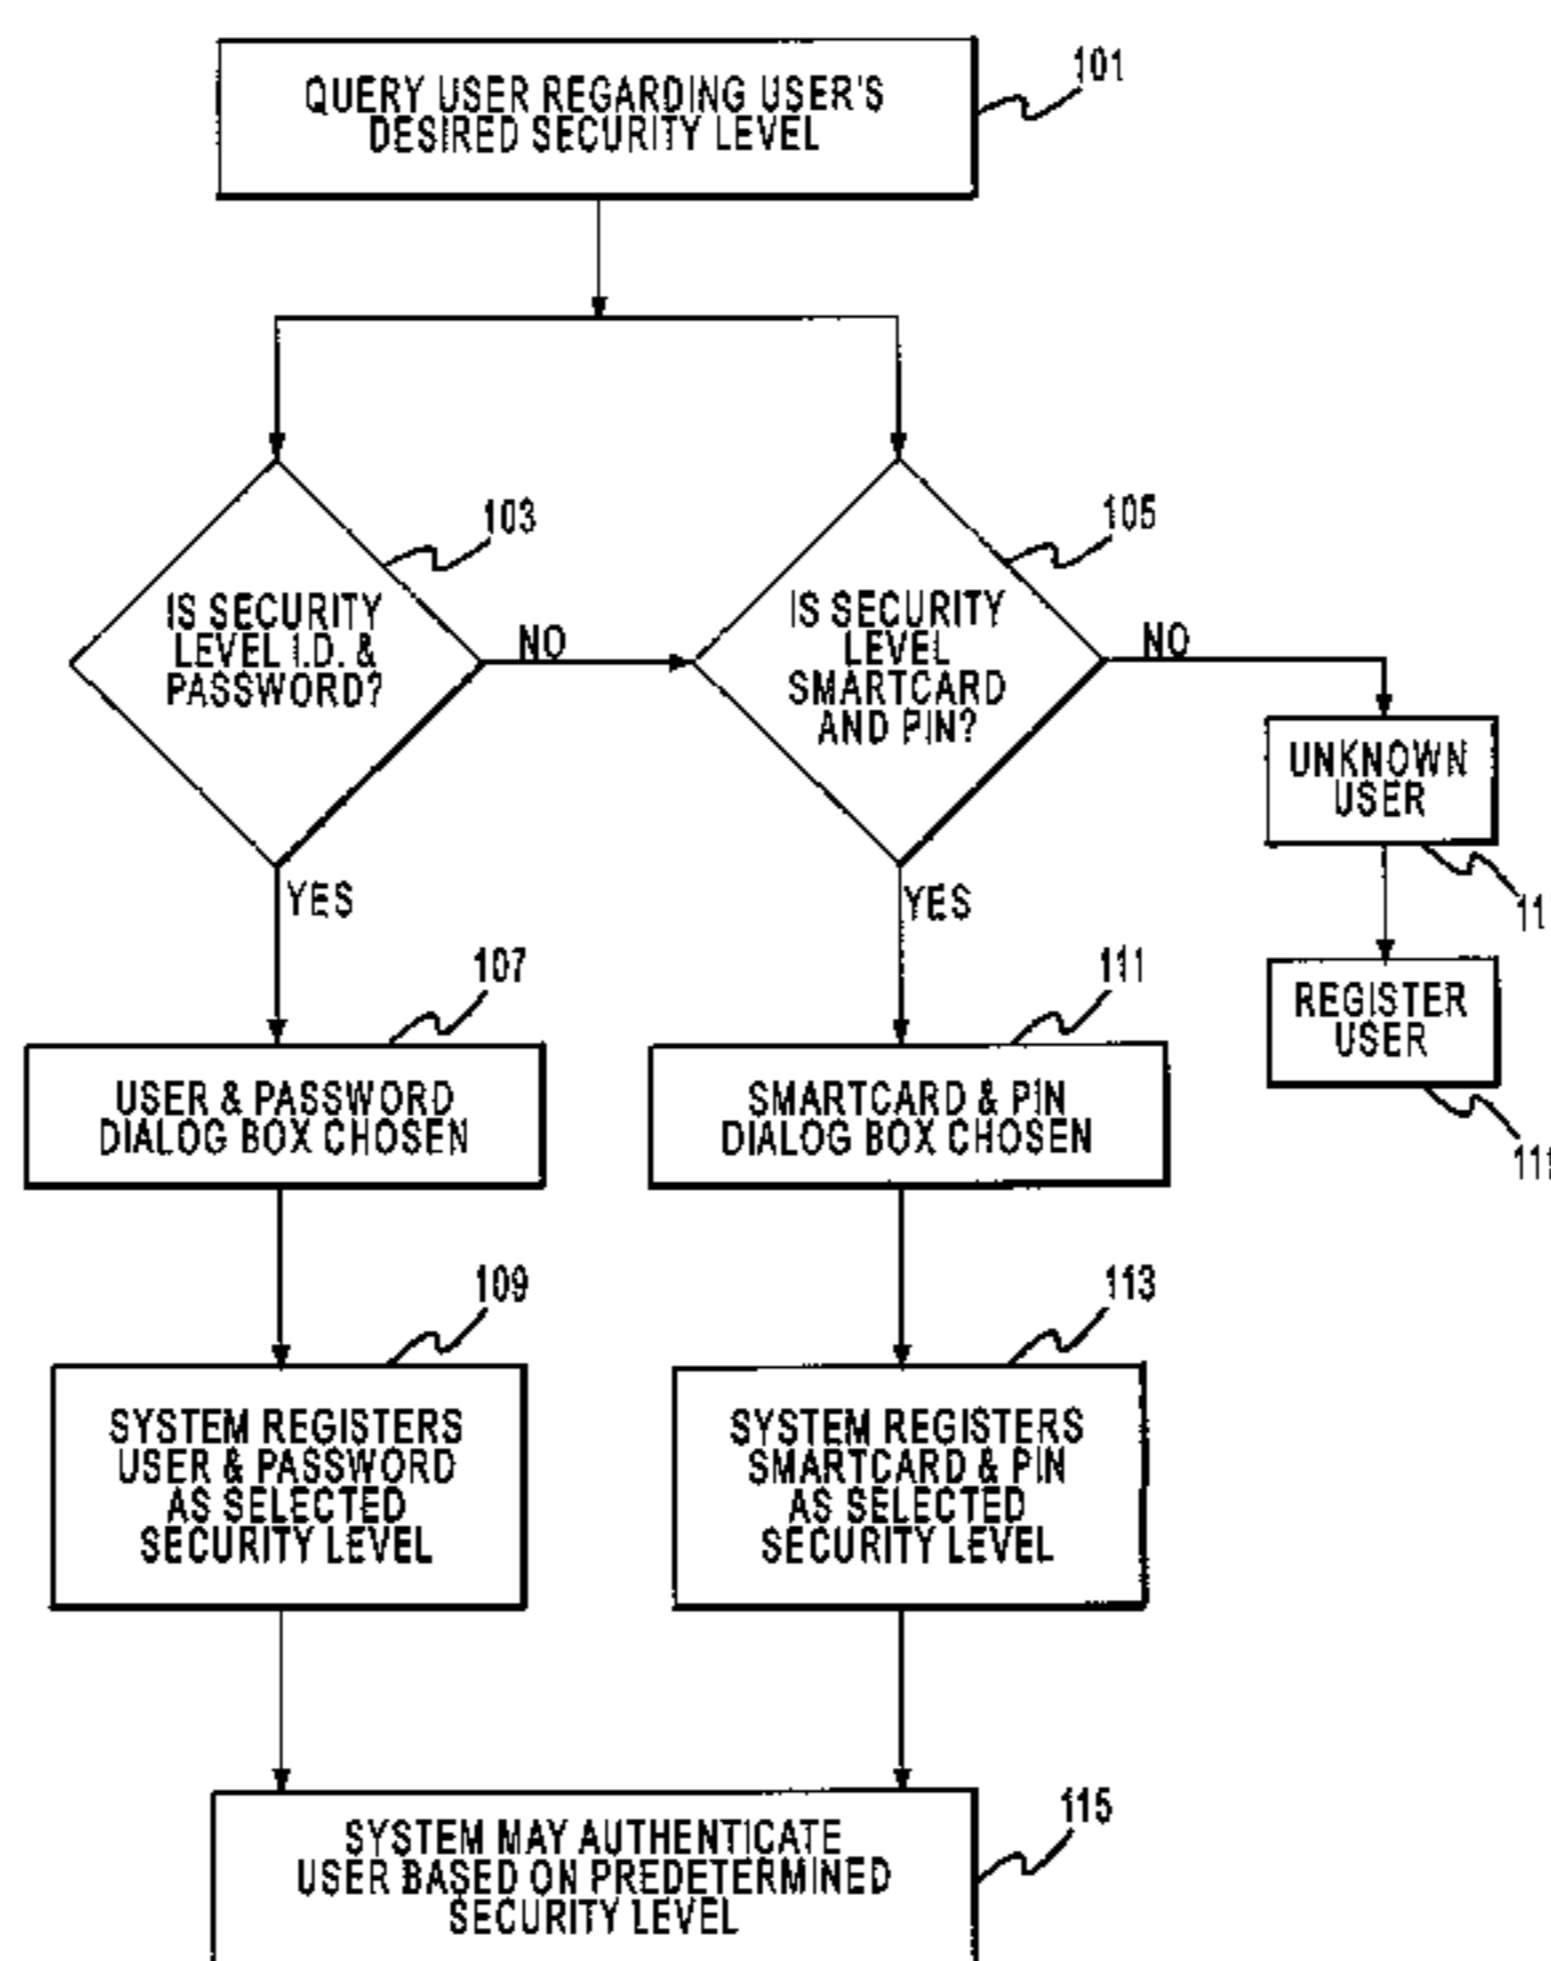 QUERY USER REGARDING USER'S
DESIRED SECURITY LEVEL
101
103
IS SECURITY
LEVEL I.D. &
PASSWORD?
NO
YES
105
IS SECURITY
LEVEL
SMARTCARD
AND PIN?
NO
YES
UNKNOWN
USER
11
REGISTER
USER
107
USER & PASSWORD
DIALOG BOX CHOSEN
111
SMARTCARD & PIN
DIALOG BOX CHOSEN
109
SYSTEM REGISTERS
USER & PASSWORD
AS SELECTED
SECURITY LEVEL
113
SYSTEM REGISTERS
SMARTCARD & PIN
AS SELECTED
SECURITY LEVEL
115
SYSTEM MAY AUTHENTICATE
USER BASED ON PREDETERMINED
SECURITY LEVEL